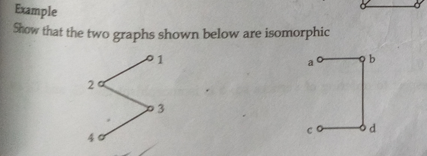 Example
Show that the two graphs shown below are isomorphic
1
a b
2
3
c d
4